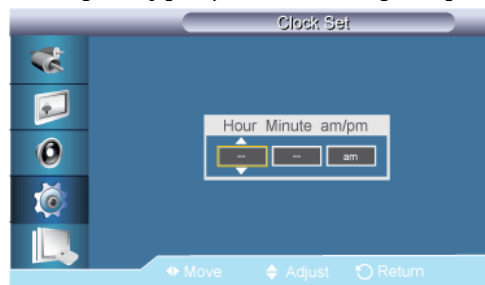 Clock Set
Hour Minute am/pm
-- -- am
Move Adjust Return